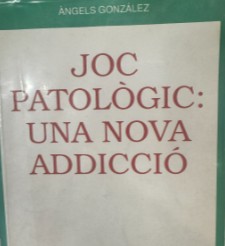 ÀNGELS GONZÁLEZ
JOC
PATOLÒGIC:
UNA NOVA
ADDICCIÓ